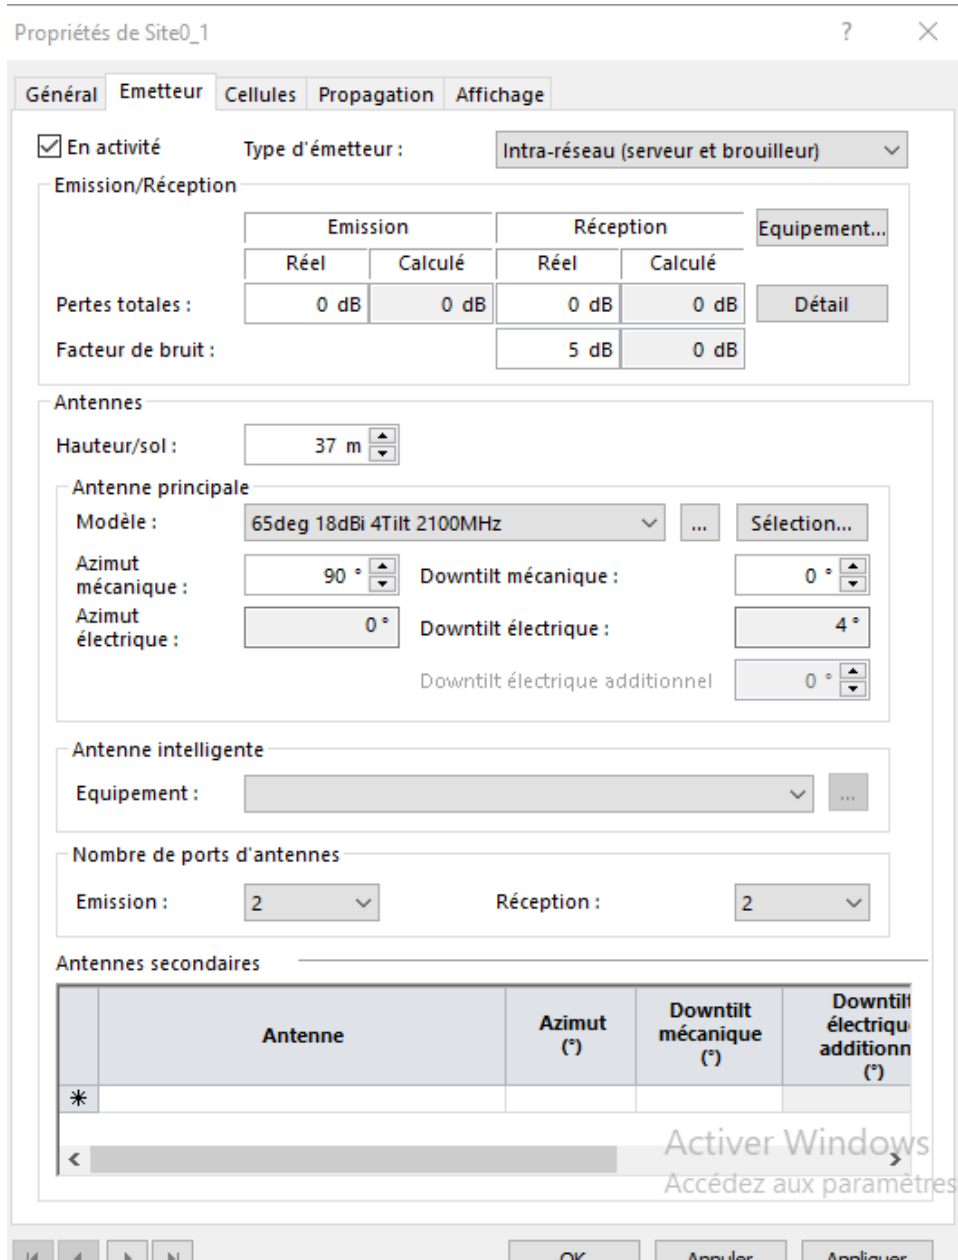 Propriétés de Site0_1 ? ×
Général Emetteur Cellules Propagation Affichage
En activité Type d'émetteur : Intra-réseau (serveur et brouilleur)
Emission/Réception
Emission Réception Equipement...
Réel Calculé Réel Calculé
Pertes totales : 0 dB 0 dB 0 dB 0 dB Détail
Facteur de bruit : 5 dB 0 dB
Antennes
Hauteur/sol : 37 m
Antenne principale
Modèle : 65deg 18dBi 4Tilt 2100MHz ... Sélection...
Azimut
mécanique : 90 ° Downtilt mécanique : 0 °
Azimut
électrique : 0 ° Downtilt électrique : 4 °
Downtilt électrique additionnel 0 °
Antenne intelligente
Equipement : ...
Nombre de ports d'antennes
Emission : 2 Réception : 2
Antennes secondaires
Antenne
Azimut
(°)
Downtilt
mécanique
(°)
Downtilt
électriqu
additionn
(°)
Activer Windows
Accédez aux paramètres
OK Annuler Appliquer